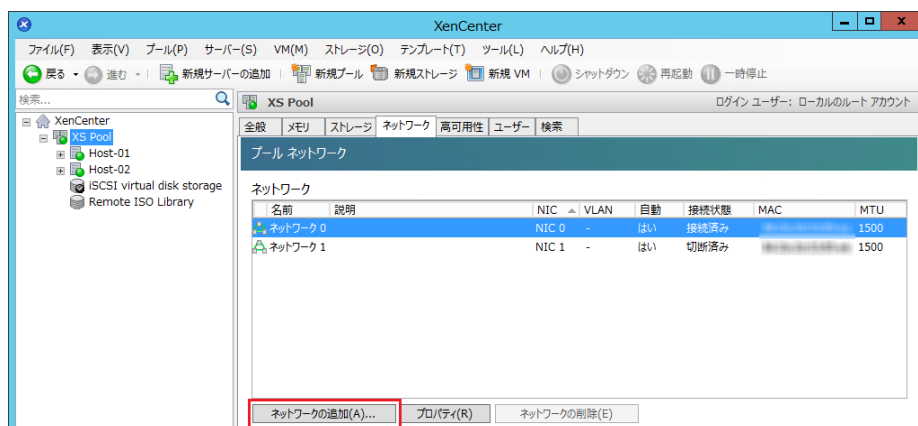 XenCenter
ファイル(F) 表示(V) プール(P) サーバー(S) VM(M) ストレージ(O) テンプレート(T) ツール(L) ヘルプ(H)
戻る 進む 新規サーバーの追加 新規プール 新規ストレージ 新規 VM シャットダウン 再起動 一時停止
検索...
XenCenter
XS Pool
Host-01
Host-02
iSCSI virtual disk storage
Remote ISO Library
XS Pool ログイン ユーザー: ローカルのルート アカウント
全般 メモリ ストレージ ネットワーク 高可用性 ユーザー 検索
プール ネットワーク
ネットワーク
名前 説明 NIC VLAN 自動 接続状態 MAC MTU
ネットワーク 0 NIC 0 - はい 接続済み 1500
ネットワーク 1 NIC 1 - はい 切断済み 1500
ネットワークの追加(A)... プロパティ(R) ネットワークの削除(E)